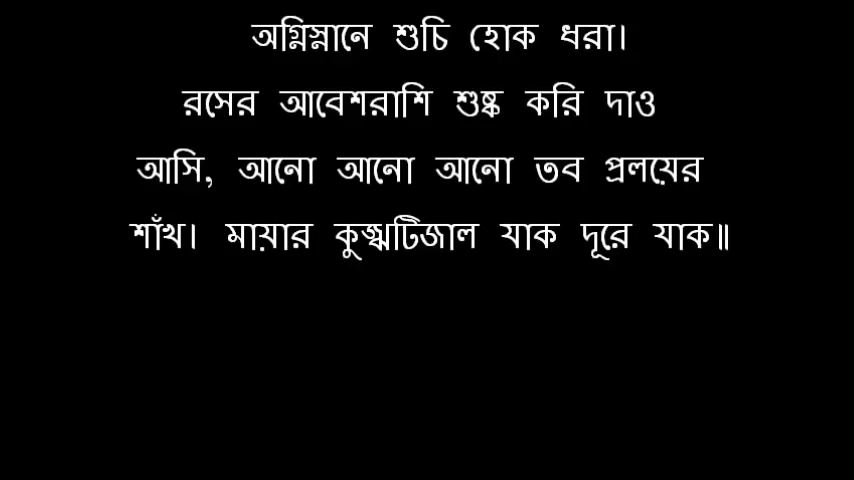 অগ্নিস্নানে শুচি হোক ধরা।
রসের আবেশরাশি শুষ্ক করি দাও
আসি, আনো আনো আনো তব প্রলয়ের
শাঁখ। মায়ার কুজ্ঝটিজাল যাক দূরে যাক॥